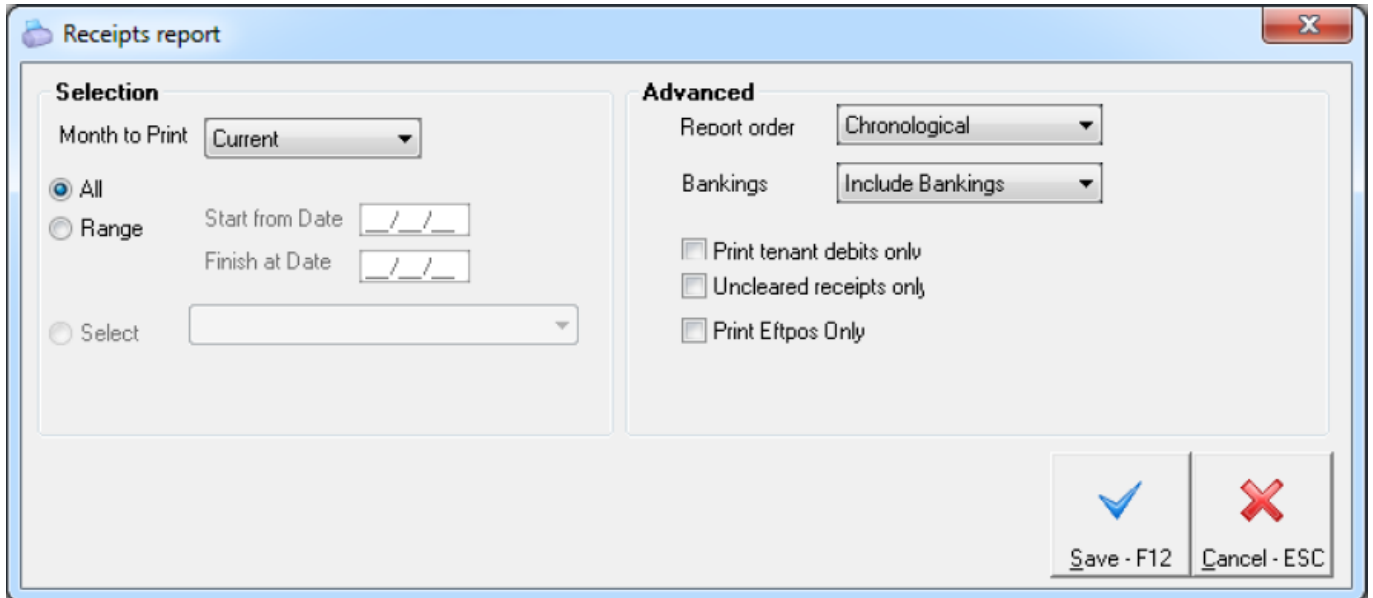 Receipts report
Selection
Month to Print Current
All
Range
Start from Date __/__/__
Finish at Date __/__/__
Select
Advanced
Report order Chronological
Bankings Include Bankings
Print tenant debits only
Uncleared receipts only
Print Eftpos Only
Save - F12
Cancel - ESC